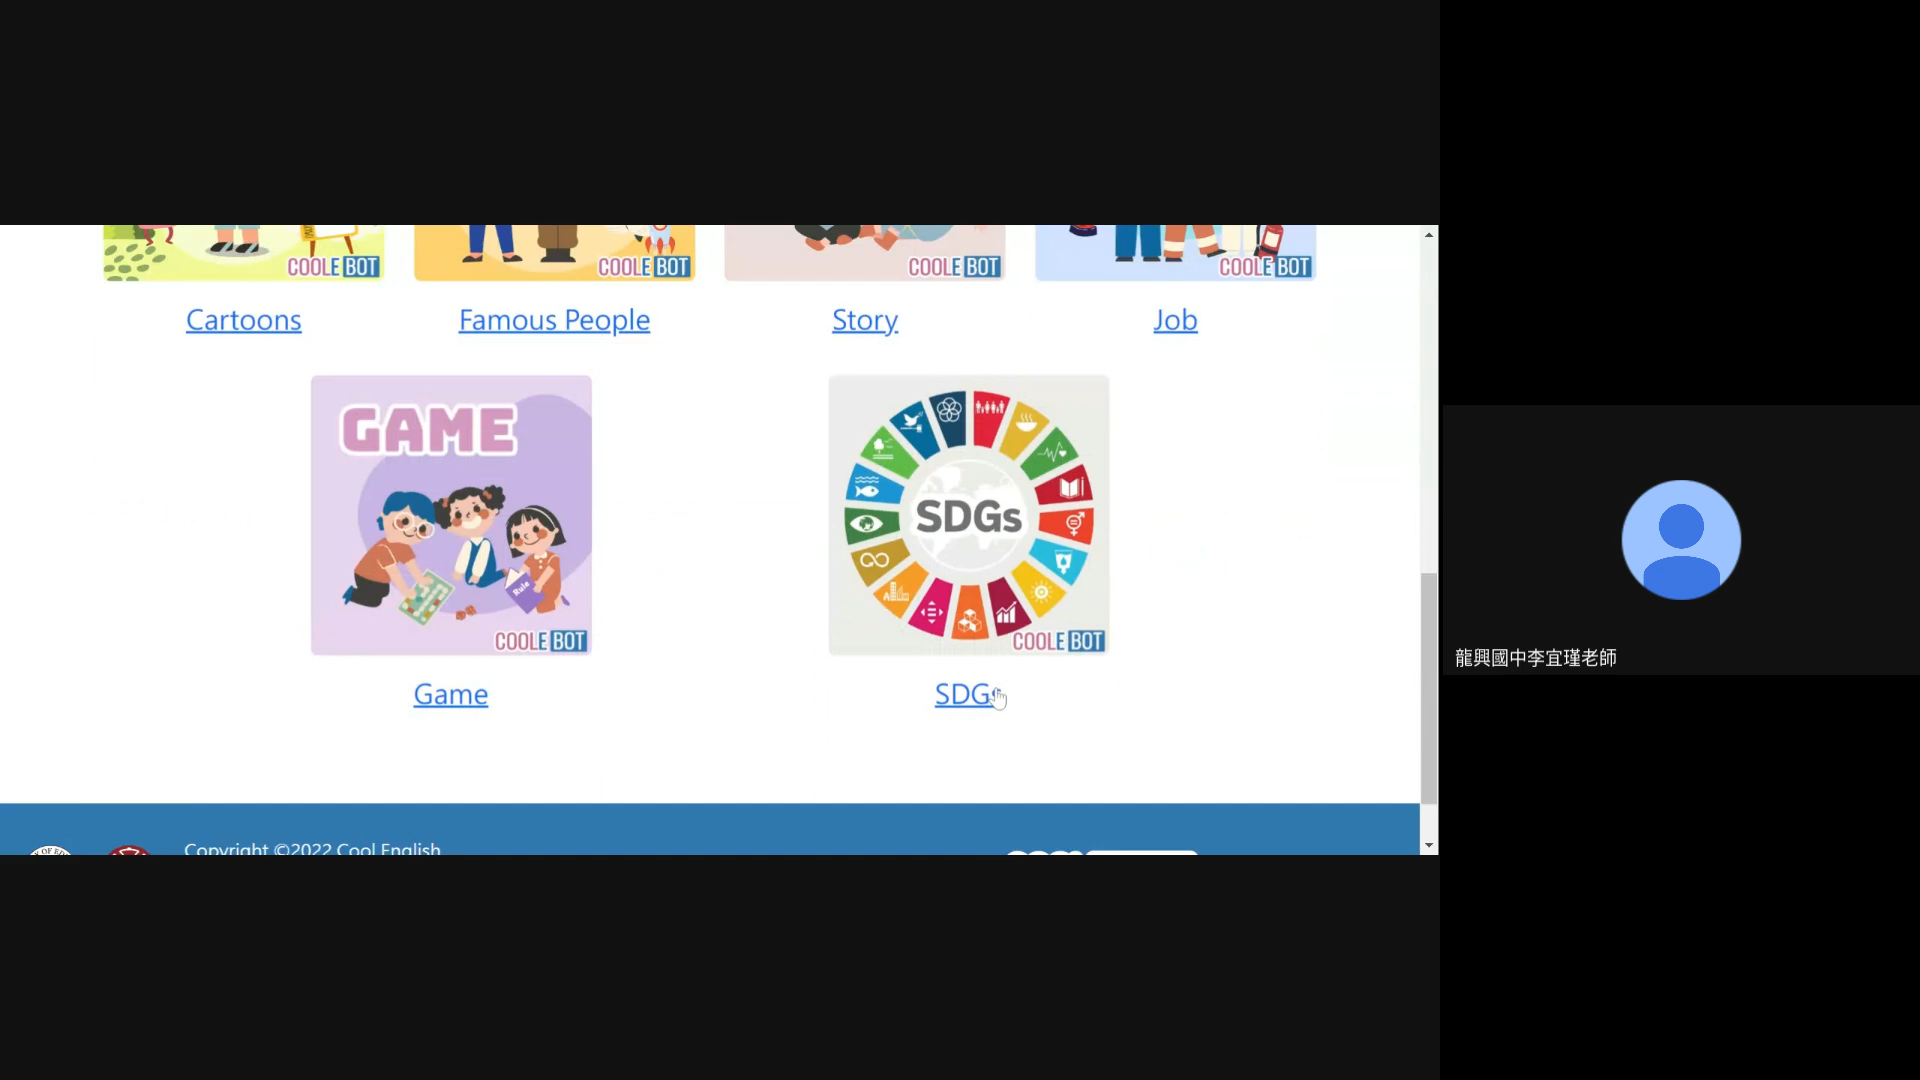 COOLE BOT
COOLE BOT
COOLE BOT
COOLE BOT
Cartoons
Famous People
Story
Job
GAME
Rule
COOLE BOT
SDGs
COOLE BOT
Game
SDGs
龍興國中李宜瑾老師
Copyright ©2022 Cool English